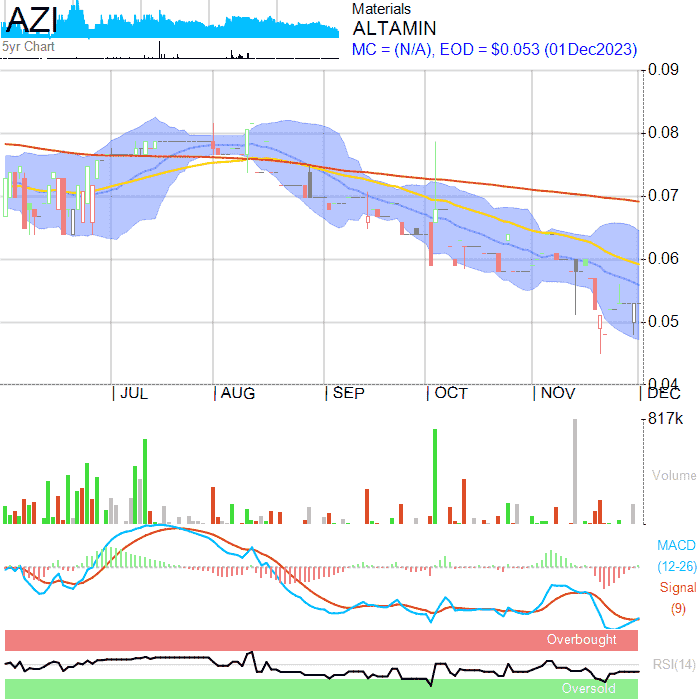 AZI
5yr Chart
Materials
ALTAMIN
MC = (N/A), EOD = $0.053 (01Dec2023)
0.09
0.08
0.07
0.06
0.05
0.04
JUL AUG SEP OCT NOV DEC
817k
Volume
MACD
(12-26)
Signal
(9)
Overbought
RSI(14)
Oversold